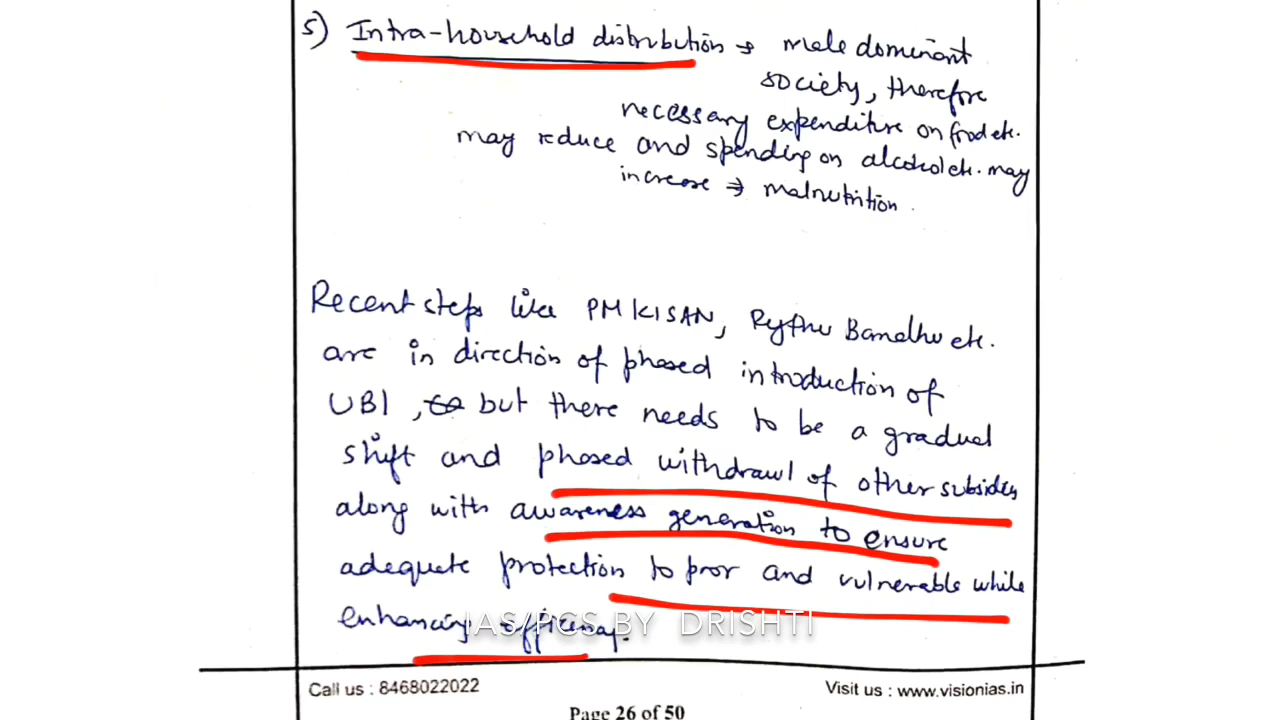 5) Intra-household distribution → male dominant
society, therefore
necessary expenditure on food etc.
may reduce and spending on alcohol etc. may
increase → malnutrition.
Recent steps like PM KISAN, Rythu Bandhu etc.
are in direction of phased introduction of
UBI, but there needs to be a gradual
shift and phased withdrawl of other subsidies
along with awareness generation to ensure
adequate protection to poor and vulnerable while
enhancing efficiency.
IAS/PCS BY DRISHTI
Call us : 8468022022
Visit us : www.visionias.in
Page 26 of 50